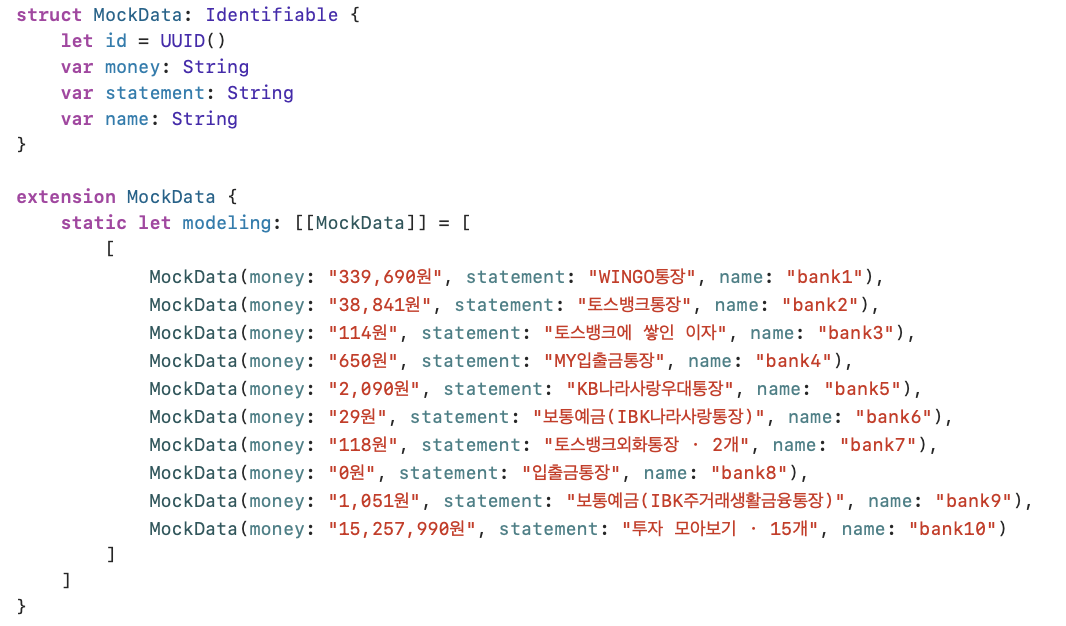 struct MockData: Identifiable {
    let id = UUID()
    var money: String
    var statement: String
    var name: String
}

extension MockData {
    static let modeling: [[MockData]] = [
        [
            MockData(money: "339,690원", statement: "WINGO통장", name: "bank1"),
            MockData(money: "38,841원", statement: "토스뱅크통장", name: "bank2"),
            MockData(money: "114원", statement: "토스뱅크에 쌓인 이자", name: "bank3"),
            MockData(money: "650원", statement: "MY입출금통장", name: "bank4"),
            MockData(money: "2,090원", statement: "KB나라사랑우대통장", name: "bank5"),
            MockData(money: "29원", statement: "보통예금(IBK나라사랑통장)", name: "bank6"),
            MockData(money: "118원", statement: "토스뱅크외화통장 · 2개", name: "bank7"),
            MockData(money: "0원", statement: "입출금통장", name: "bank8"),
            MockData(money: "1,051원", statement: "보통예금(IBK주거래생활금융통장)", name: "bank9"),
            MockData(money: "15,257,990원", statement: "투자 모아보기 · 15개", name: "bank10")
        ]
    ]
}